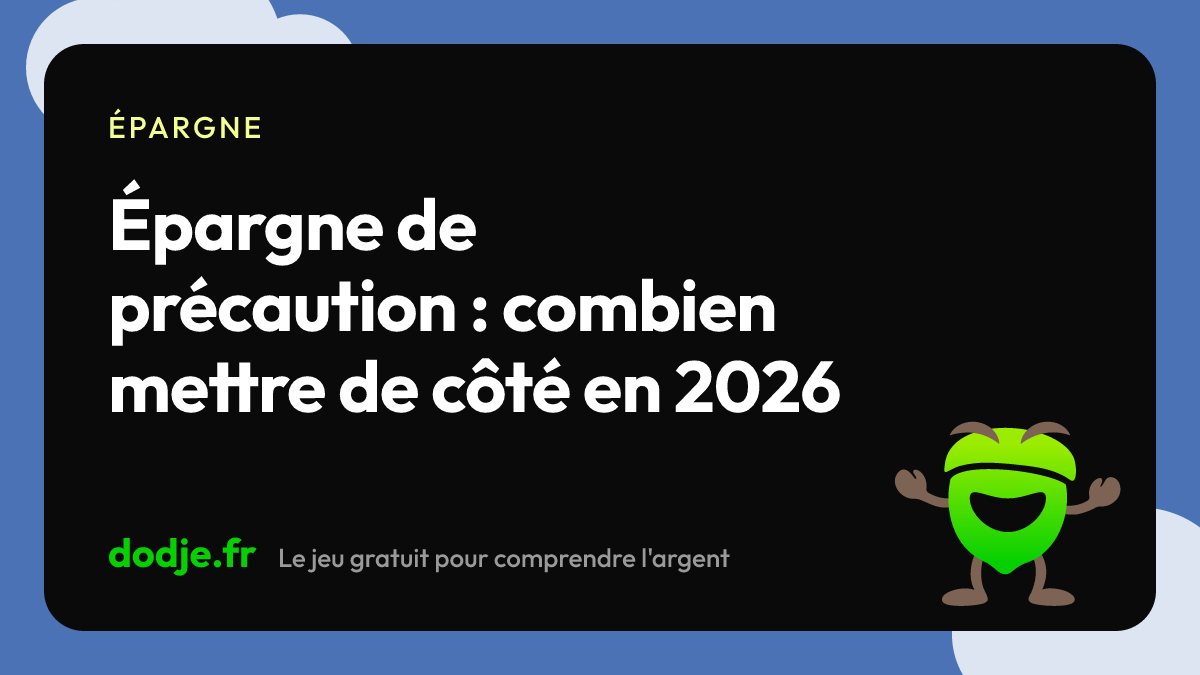 ÉPARGNE
Épargne de
précaution : combien
mettre de côté en 2026
dodje.fr Le jeu gratuit pour comprendre l'argent